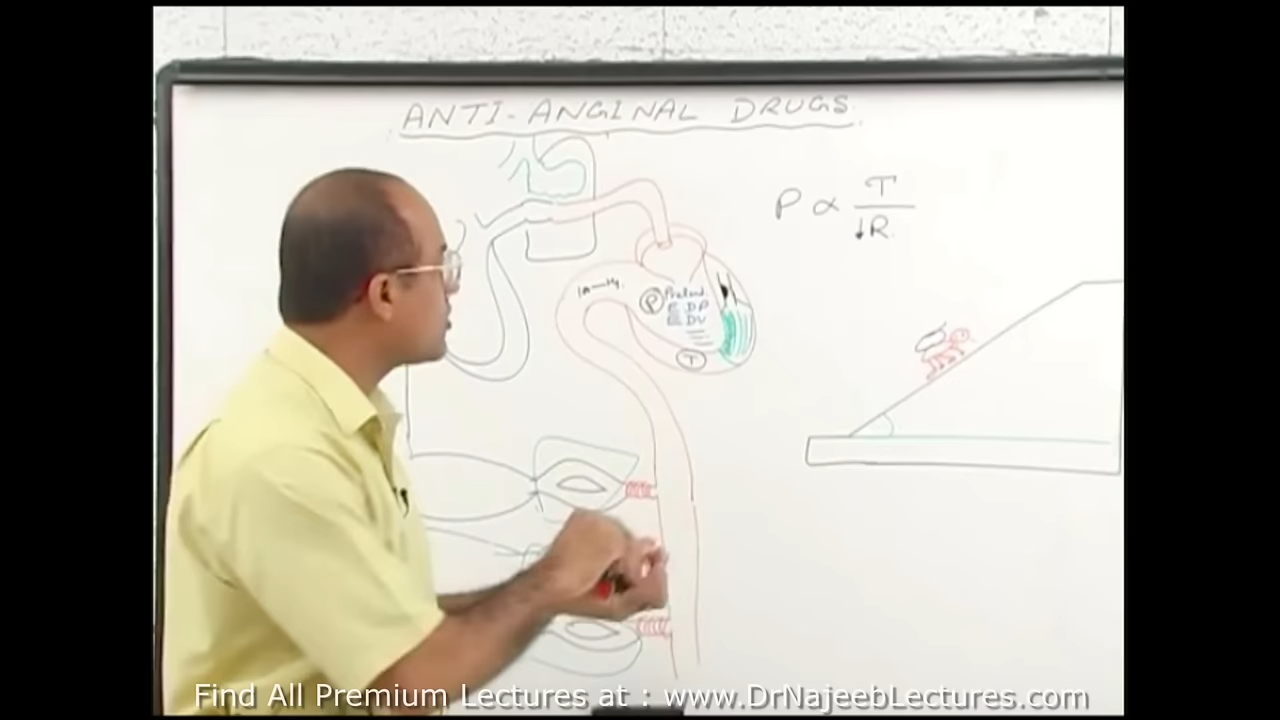 ANTI-ANGINAL DRUGS
P ∝ T
↓R
P Preload
EDP
EDV
T
Find All Premium Lectures at : www.DrNajeebLectures.com